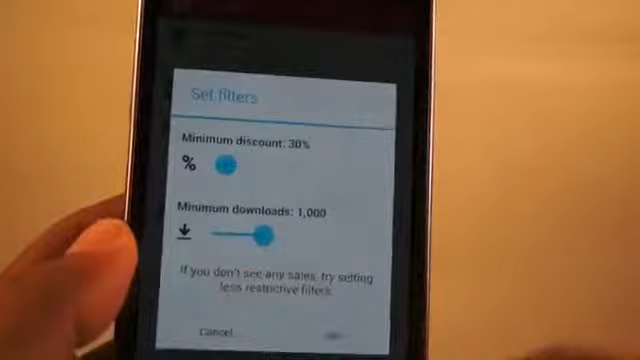 Set filters
Minimum discount: 30%
%
Minimum downloads: 1,000
If you don't see any sales, try setting
less restrictive filters.
Cancel